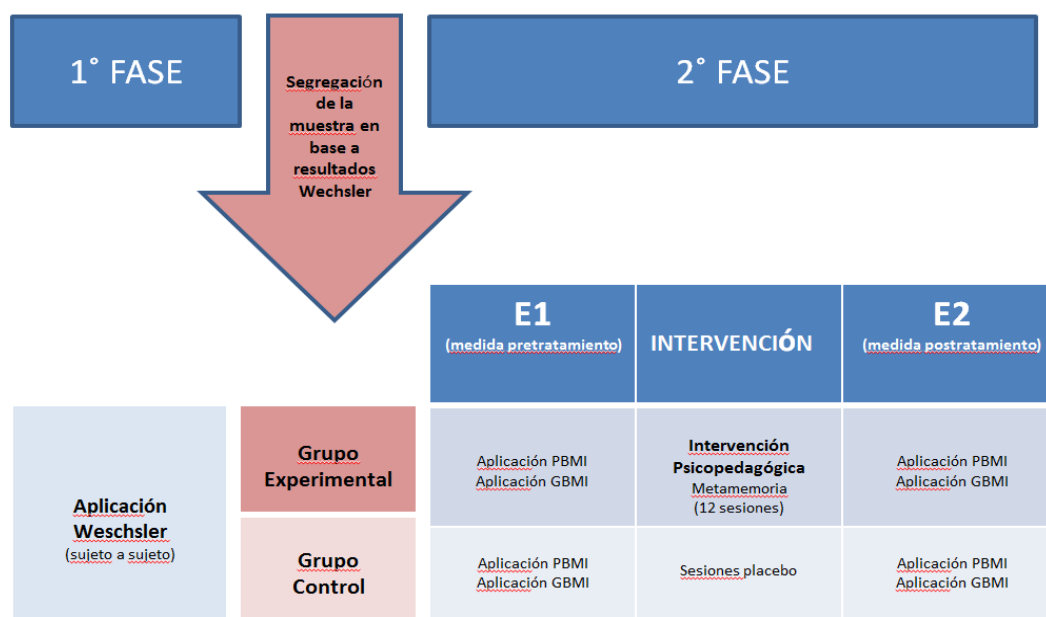 1° FASE
Segregación
de la
muestra en
base a
resultados
Wechsler
2° FASE
E1
(medida pretratamiento)
INTERVENCIÓN
E2
(medida postratamiento)
Aplicación
Weschsler
(sujeto a sujeto)
Grupo
Experimental
Aplicación PBMI
Aplicación GBMI
Intervención
Psicopedagógica
Metamemoria
(12 sesiones)
Aplicación PBMI
Aplicación GBMI
Grupo
Control
Aplicación PBMI
Aplicación GBMI
Sesiones placebo
Aplicación PBMI
Aplicación GBMI